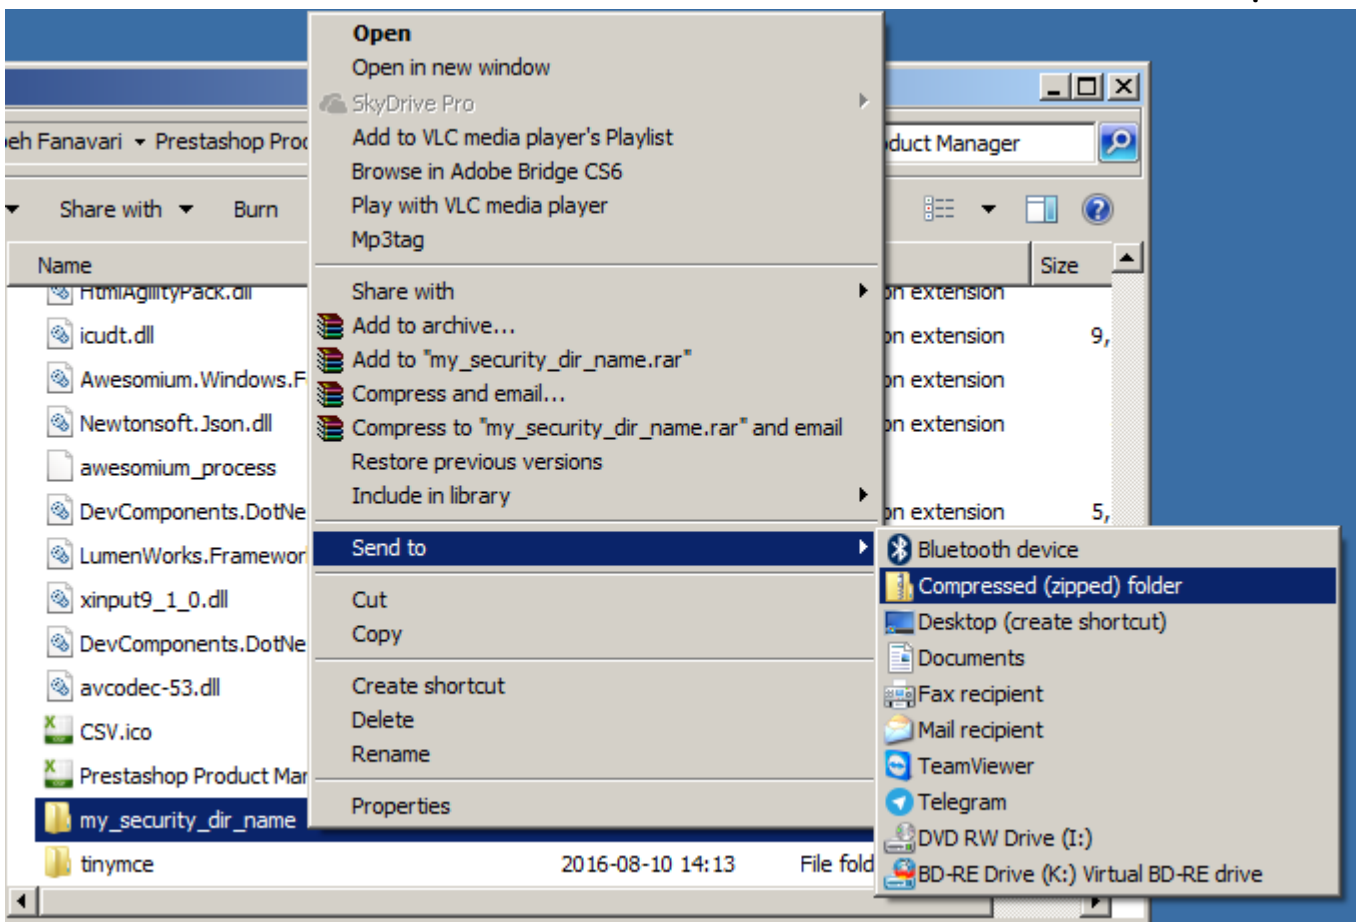 Open
Open in new window
SkyDrive Pro
Add to VLC media player's Playlist
Browse in Adobe Bridge CS6
Play with VLC media player
Mp3tag
Share with
Add to archive...
Add to "my_security_dir_name.rar"
Compress and email...
Compress to "my_security_dir_name.rar" and email
Restore previous versions
Include in library
Send to
Cut
Copy
Create shortcut
Delete
Rename
Properties
Bluetooth device
Compressed (zipped) folder
Desktop (create shortcut)
Documents
Fax recipient
Mail recipient
TeamViewer
Telegram
DVD RW Drive (I:)
BD-RE Drive (K:) Virtual BD-RE drive
eh Fanavari Prestashop Proc
duct Manager
Share with Burn
Name Size
HtmlAgilityPack.dll on extension
icudt.dll on extension 9,
Awesomium.Windows.F on extension
Newtonsoft.Json.dll on extension
awesomium_process
DevComponents.DotNe on extension 5,
LumenWorks.Framewor
xinput9_1_0.dll
DevComponents.DotNe
avcodec-53.dll
CSV.ico
Prestashop Product Mar
my_security_dir_name
tinymce 2016-08-10 14:13 File fold